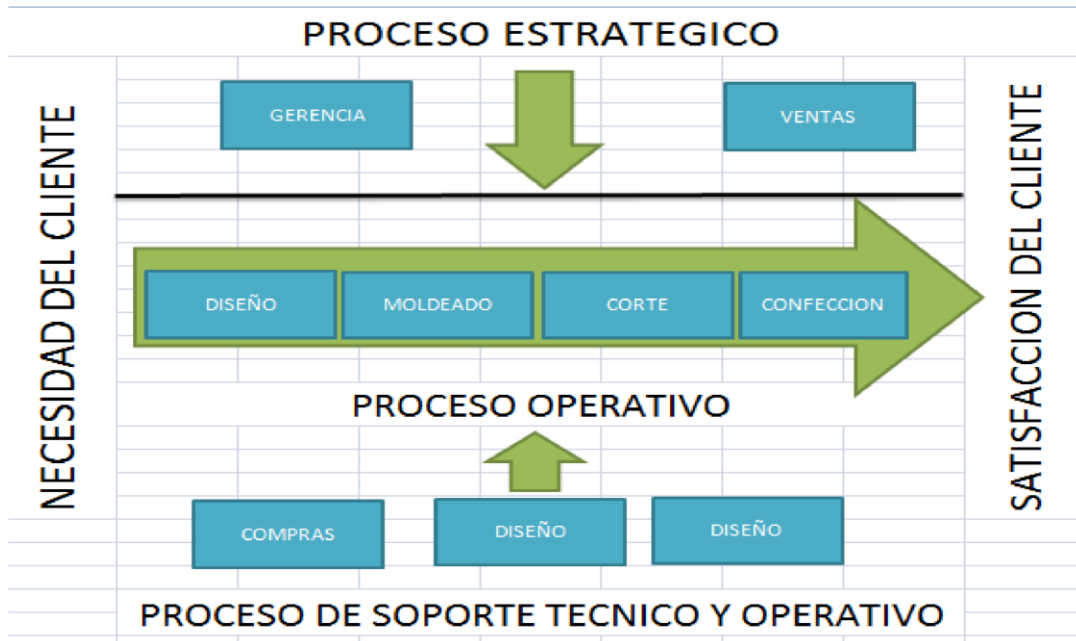 PROCESO ESTRATEGICO
NECESIDAD DEL CLIENTE
GERENCIA
VENTAS
SATISFACCION DEL CLIENTE
DISEÑO
MOLDEADO
CORTE
CONFECCION
PROCESO OPERATIVO
COMPRAS
DISEÑO
DISEÑO
PROCESO DE SOPORTE TECNICO Y OPERATIVO